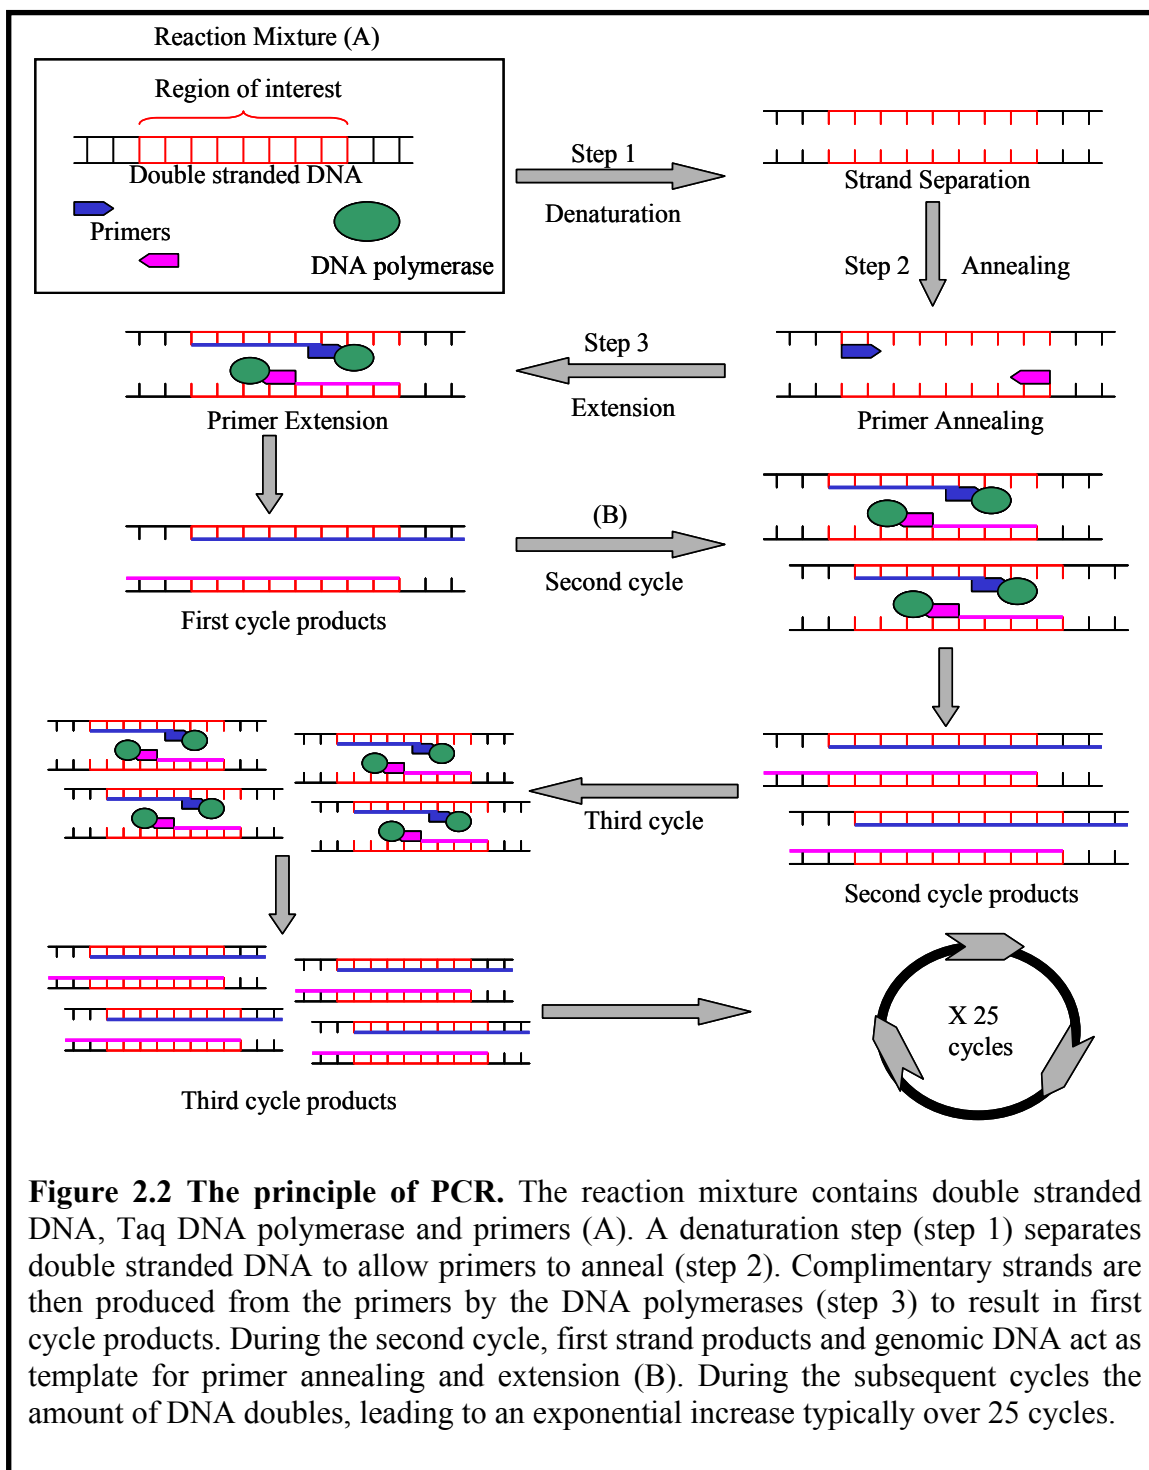 Reaction Mixture (A)
Region of interest
Double stranded DNA
Primers
DNA polymerase
Step 1
Denaturation
Strand Separation
Step 2 Annealing
Primer Annealing
Step 3
Extension
Primer Extension
First cycle products
(B)
Second cycle
Second cycle products
Third cycle
Third cycle products
X 25
cycles
Figure 2.2 The principle of PCR. The reaction mixture contains double stranded
DNA, Taq DNA polymerase and primers (A). A denaturation step (step 1) separates
double stranded DNA to allow primers to anneal (step 2). Complimentary strands are
then produced from the primers by the DNA polymerases (step 3) to result in first
cycle products. During the second cycle, first strand products and genomic DNA act as
template for primer annealing and extension (B). During the subsequent cycles the
amount of DNA doubles, leading to an exponential increase typically over 25 cycles.